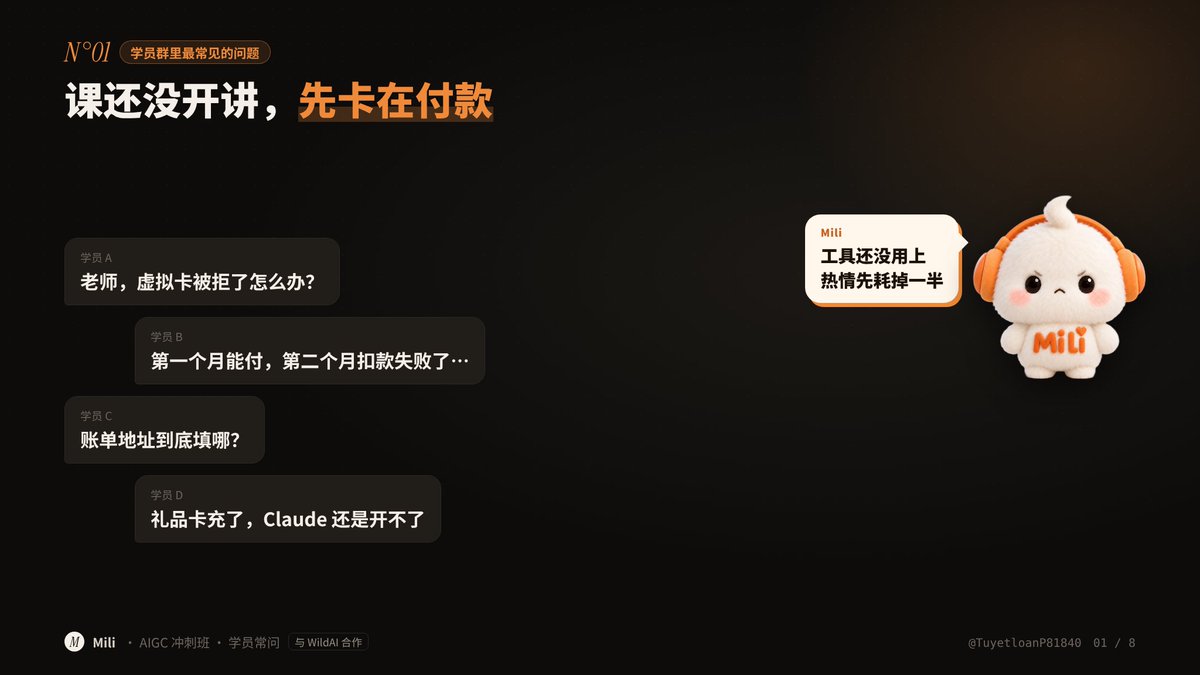 N°01
学员群里最常见的问题
课还没开讲，先卡在付款
学员 A
老师，虚拟卡被拒了怎么办？
学员 B
第一个月能付，第二个月扣款失败了…
学员 C
账单地址到底填哪？
学员 D
礼品卡充了，Claude 还是开不了
Mili
工具还没用上
热情先耗掉一半
MiLi
M Mili · AIGC 冲刺班 · 学员常问 与 WildAI 合作
@TuyetloanP81840 01 / 8